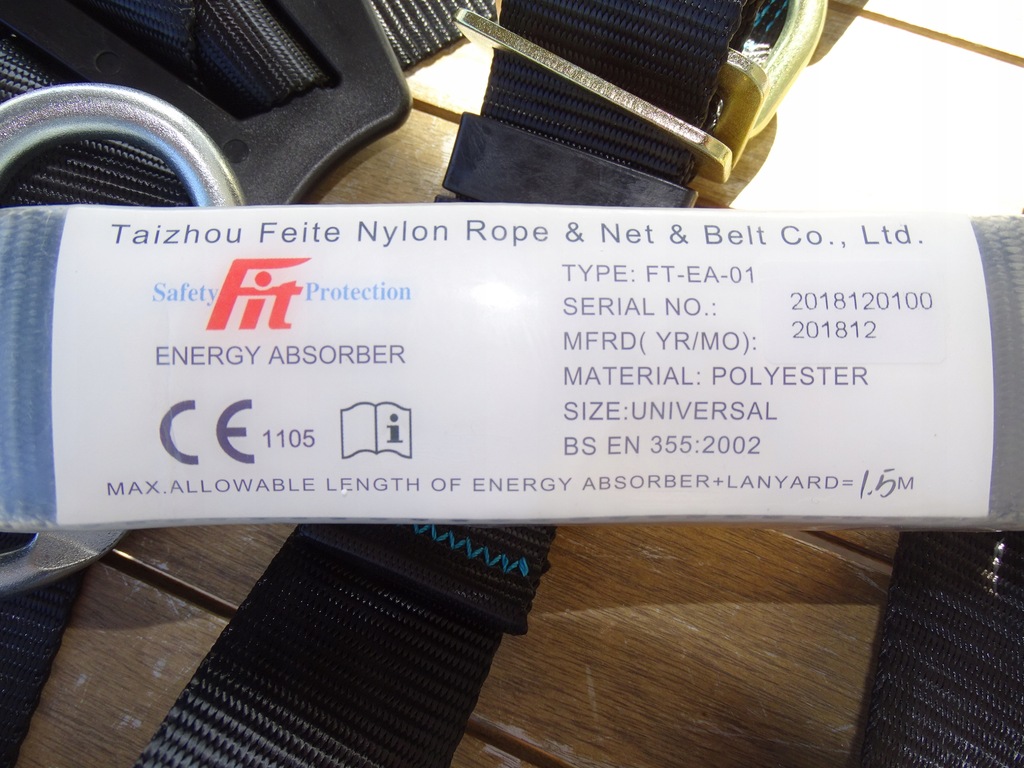 Taizhou Feite Nylon Rope & Net & Belt Co., Ltd.
Safety Fit Protection
ENERGY ABSORBER
CE 1105
TYPE: FT-EA-01
SERIAL NO.: 2018120100
MFRD( YR/MO): 201812
MATERIAL: POLYESTER
SIZE:UNIVERSAL
BS EN 355:2002
MAX.ALLOWABLE LENGTH OF ENERGY ABSORBER+LANYARD= 1.5M